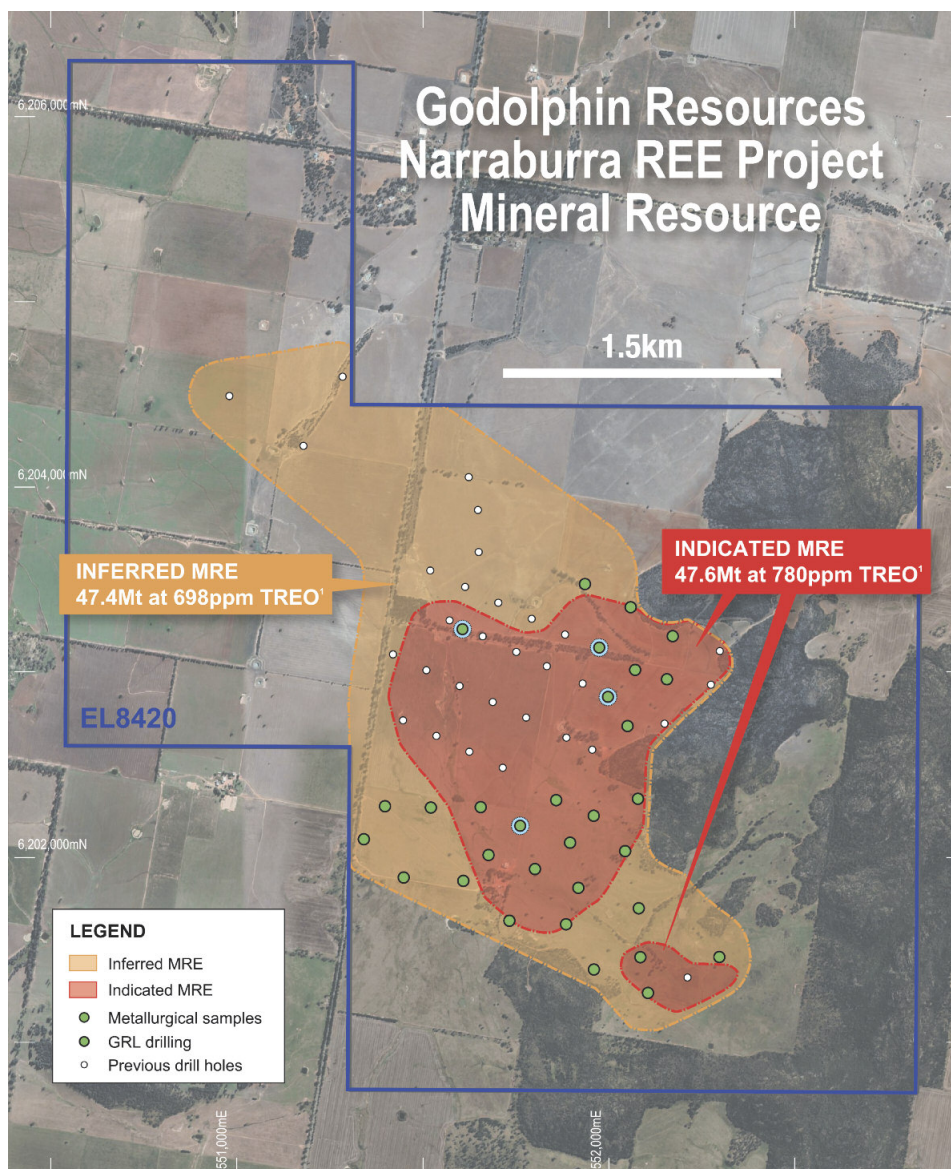 Godolphin Resources
Narraburra REE Project
Mineral Resource
6,206,000mN
1.5km
6,204,000mN
INFERRED MRE
47.4Mt at 698ppm TREO¹
INDICATED MRE
47.6Mt at 780ppm TREO¹
EL8420
6,202,000mN
LEGEND
Inferred MRE
Indicated MRE
Metallurgical samples
GRL drilling
Previous drill holes
551,000mE
552,000mE